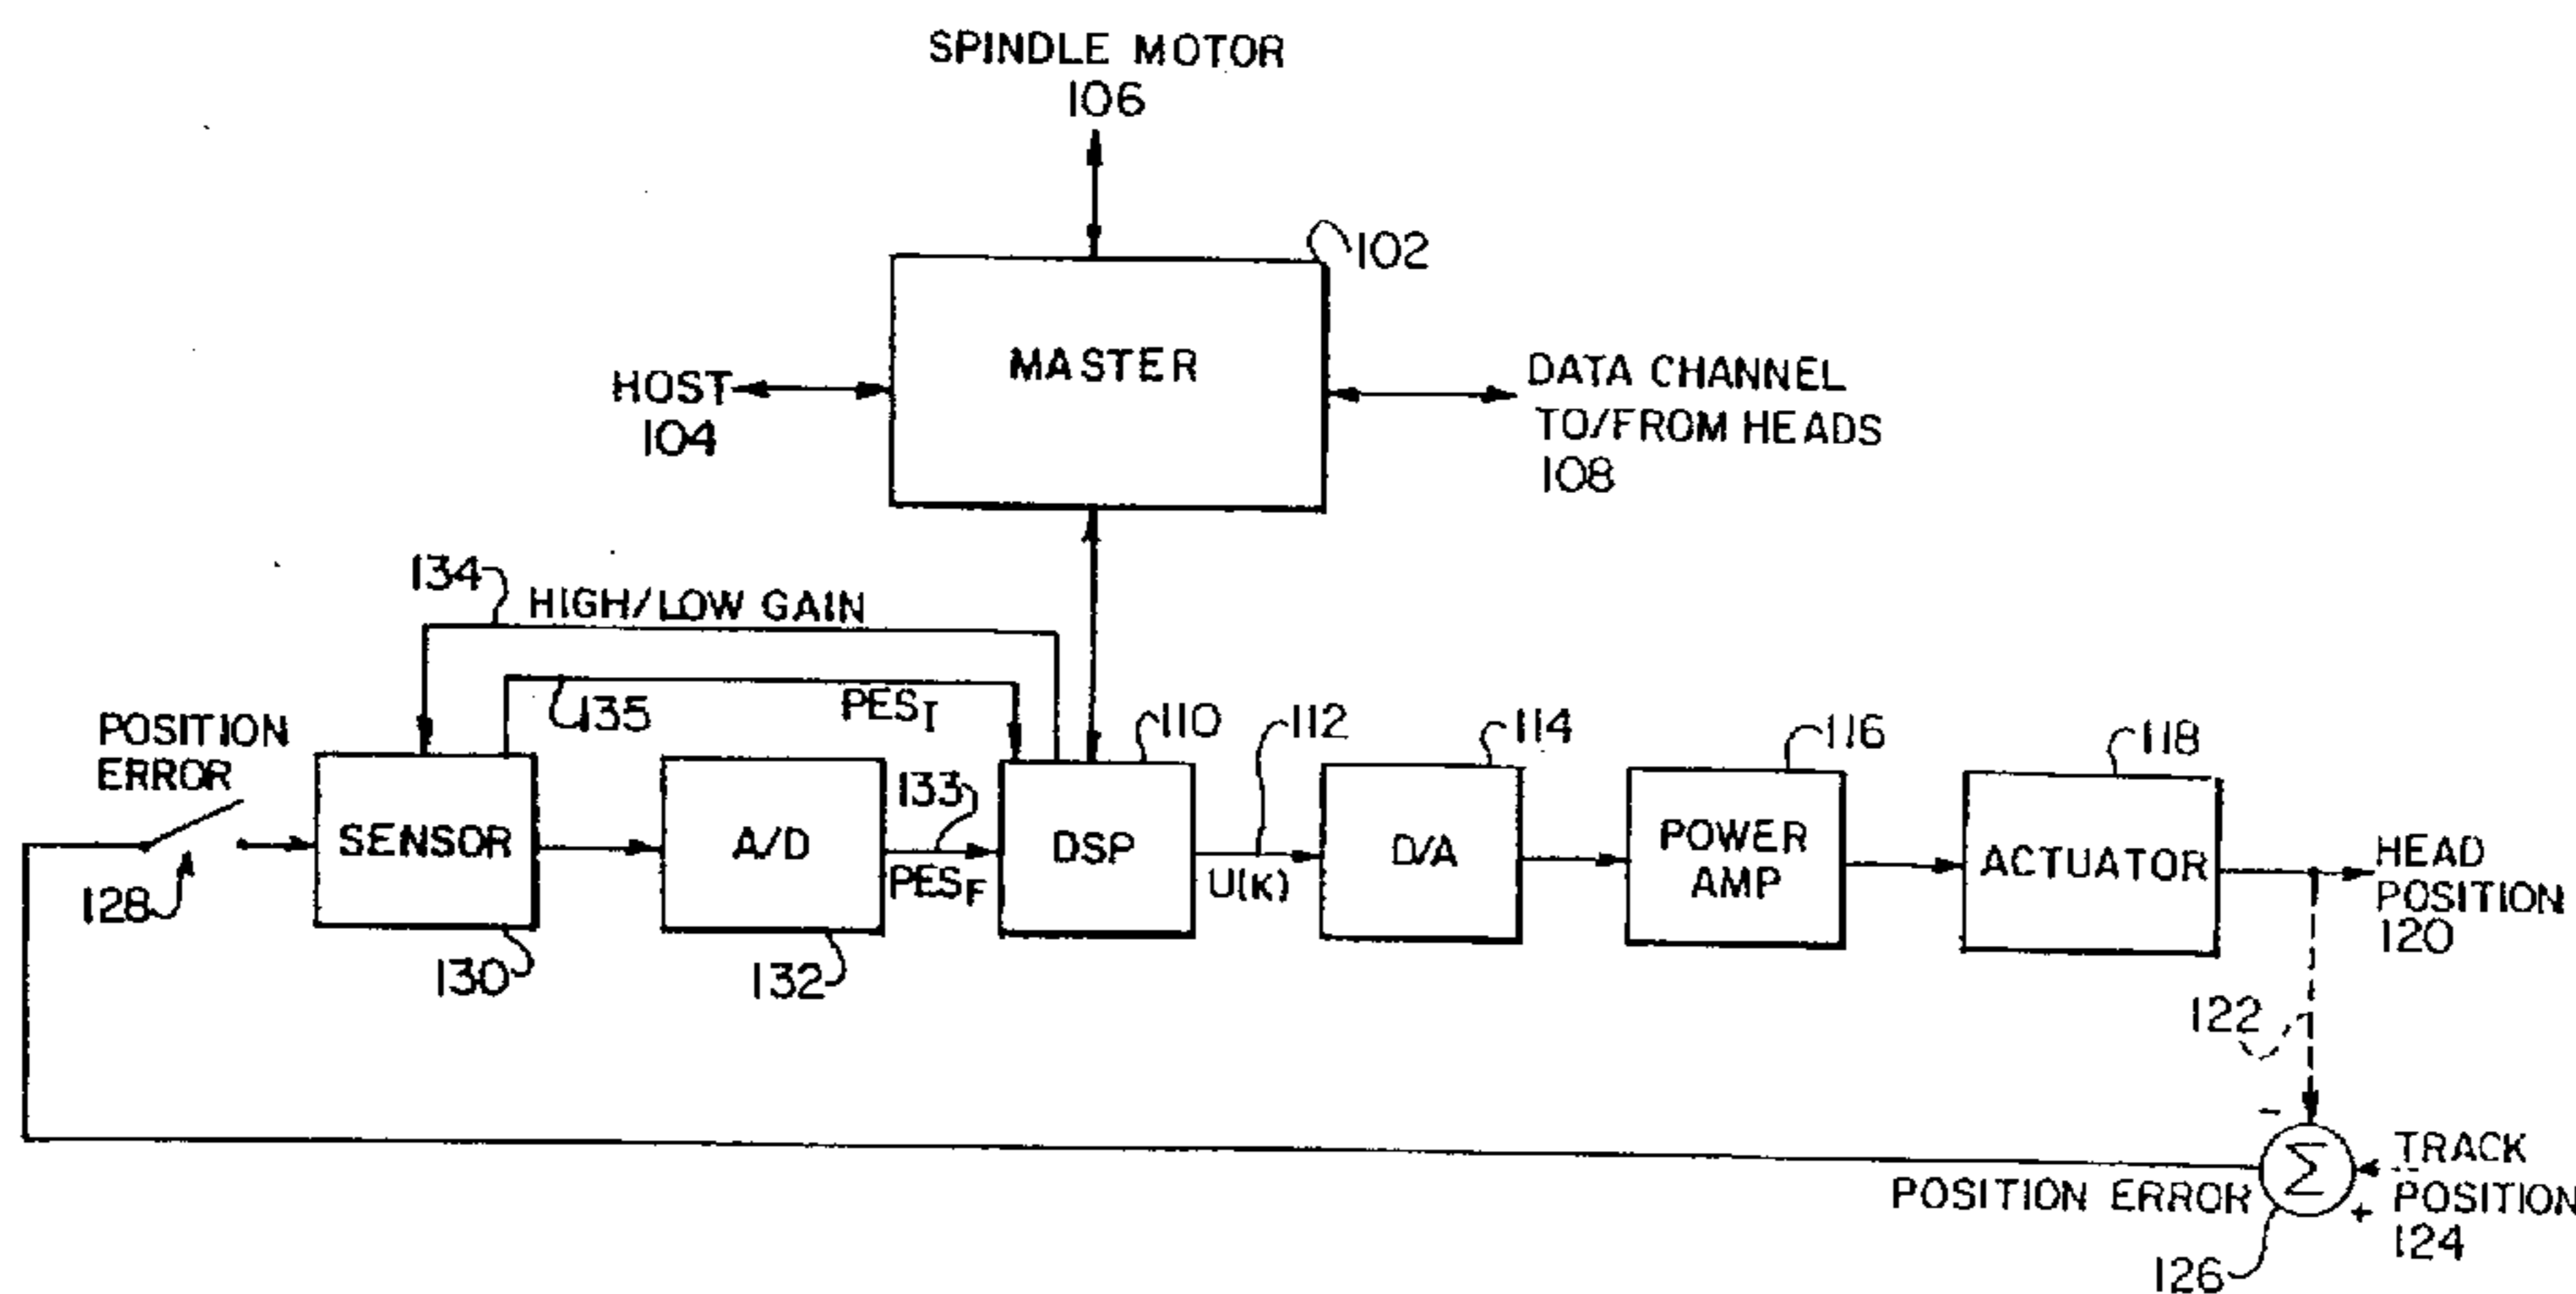 SPINDLE MOTOR
106
102
MASTER
HOST
104
DATA CHANNEL
TO/FROM HEADS
108
134
HIGH/LOW GAIN
135
PES_I
POSITION
ERROR
128
SENSOR
130
A/D
132
133
PES_F
110
DSP
112
U(K)
114
D/A
116
POWER
AMP
118
ACTUATOR
HEAD
POSITION
120
122
-
Σ
TRACK
POSITION
+
124
POSITION ERROR
126